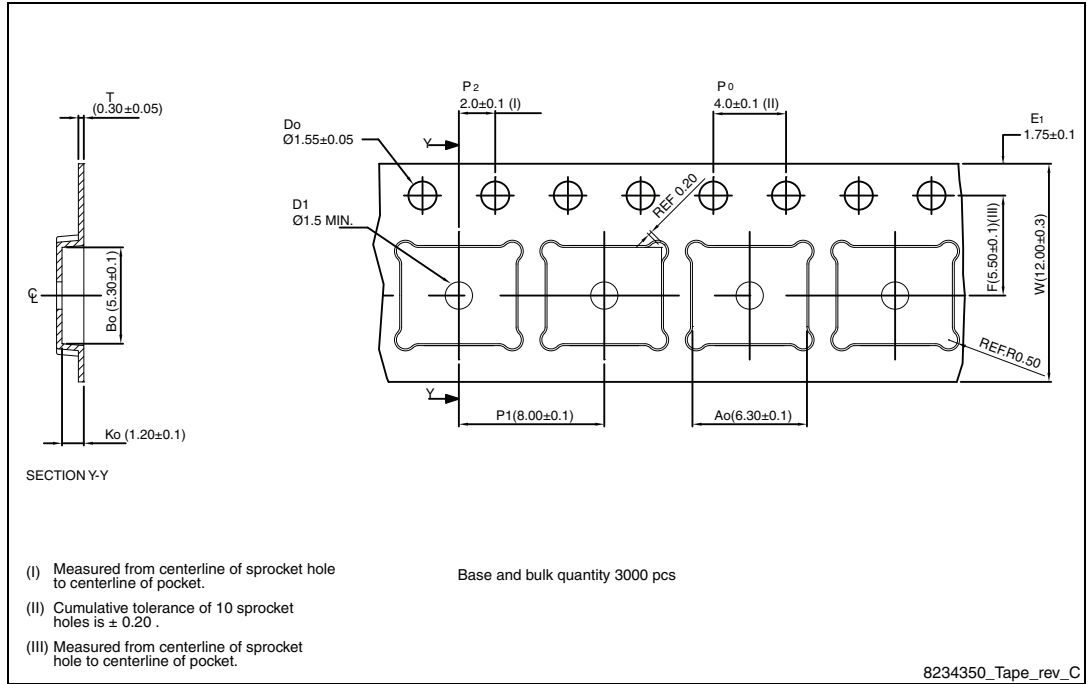 T
(0.30±0.05)
P2
2.0±0.1 (I)
P0
4.0±0.1 (II)
E1
1.75±0.1
Do
Ø1.55±0.05
Y
D1
Ø1.5 MIN.
REF 0.20
F(5.50±0.1)(III)
W(12.00±0.3)
℄
Bo (5.30±0.1)
REF.R0.50
Y
P1(8.00±0.1)
Ao(6.30±0.1)
Ko (1.20±0.1)
SECTION Y-Y
(I) Measured from centerline of sprocket hole
to centerline of pocket.
Base and bulk quantity 3000 pcs
(II) Cumulative tolerance of 10 sprocket
holes is ± 0.20 .
(III) Measured from centerline of sprocket
hole to centerline of pocket.
8234350_Tape_rev_C